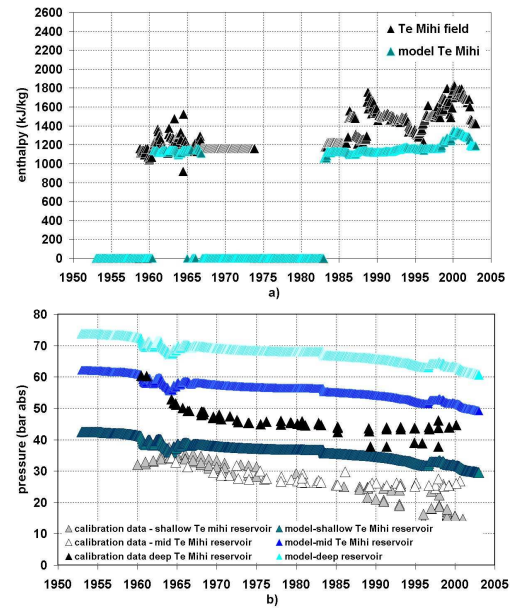 2800
2600
2400
2200
2000
1800
1600
1400
1200
1000
800
600
400
200
0
enthalpy (kJ/kg)
Te Mihi field
model Te Mihi
1950 1955 1960 1965 1970 1975 1980 1985 1990 1995 2000 2005
a)
80
70
60
50
40
30
20
10
0
pressure (bar abs)
calibration data - shallow Te mihi reservoir
calibration data - mid Te Mihi reservoir
calibration data deep Te Mihi reservoir
model-shallow Te Mihi reservoir
model-mid Te Mihi reservoir
model-deep reservoir
1950 1955 1960 1965 1970 1975 1980 1985 1990 1995 2000 2005
b)